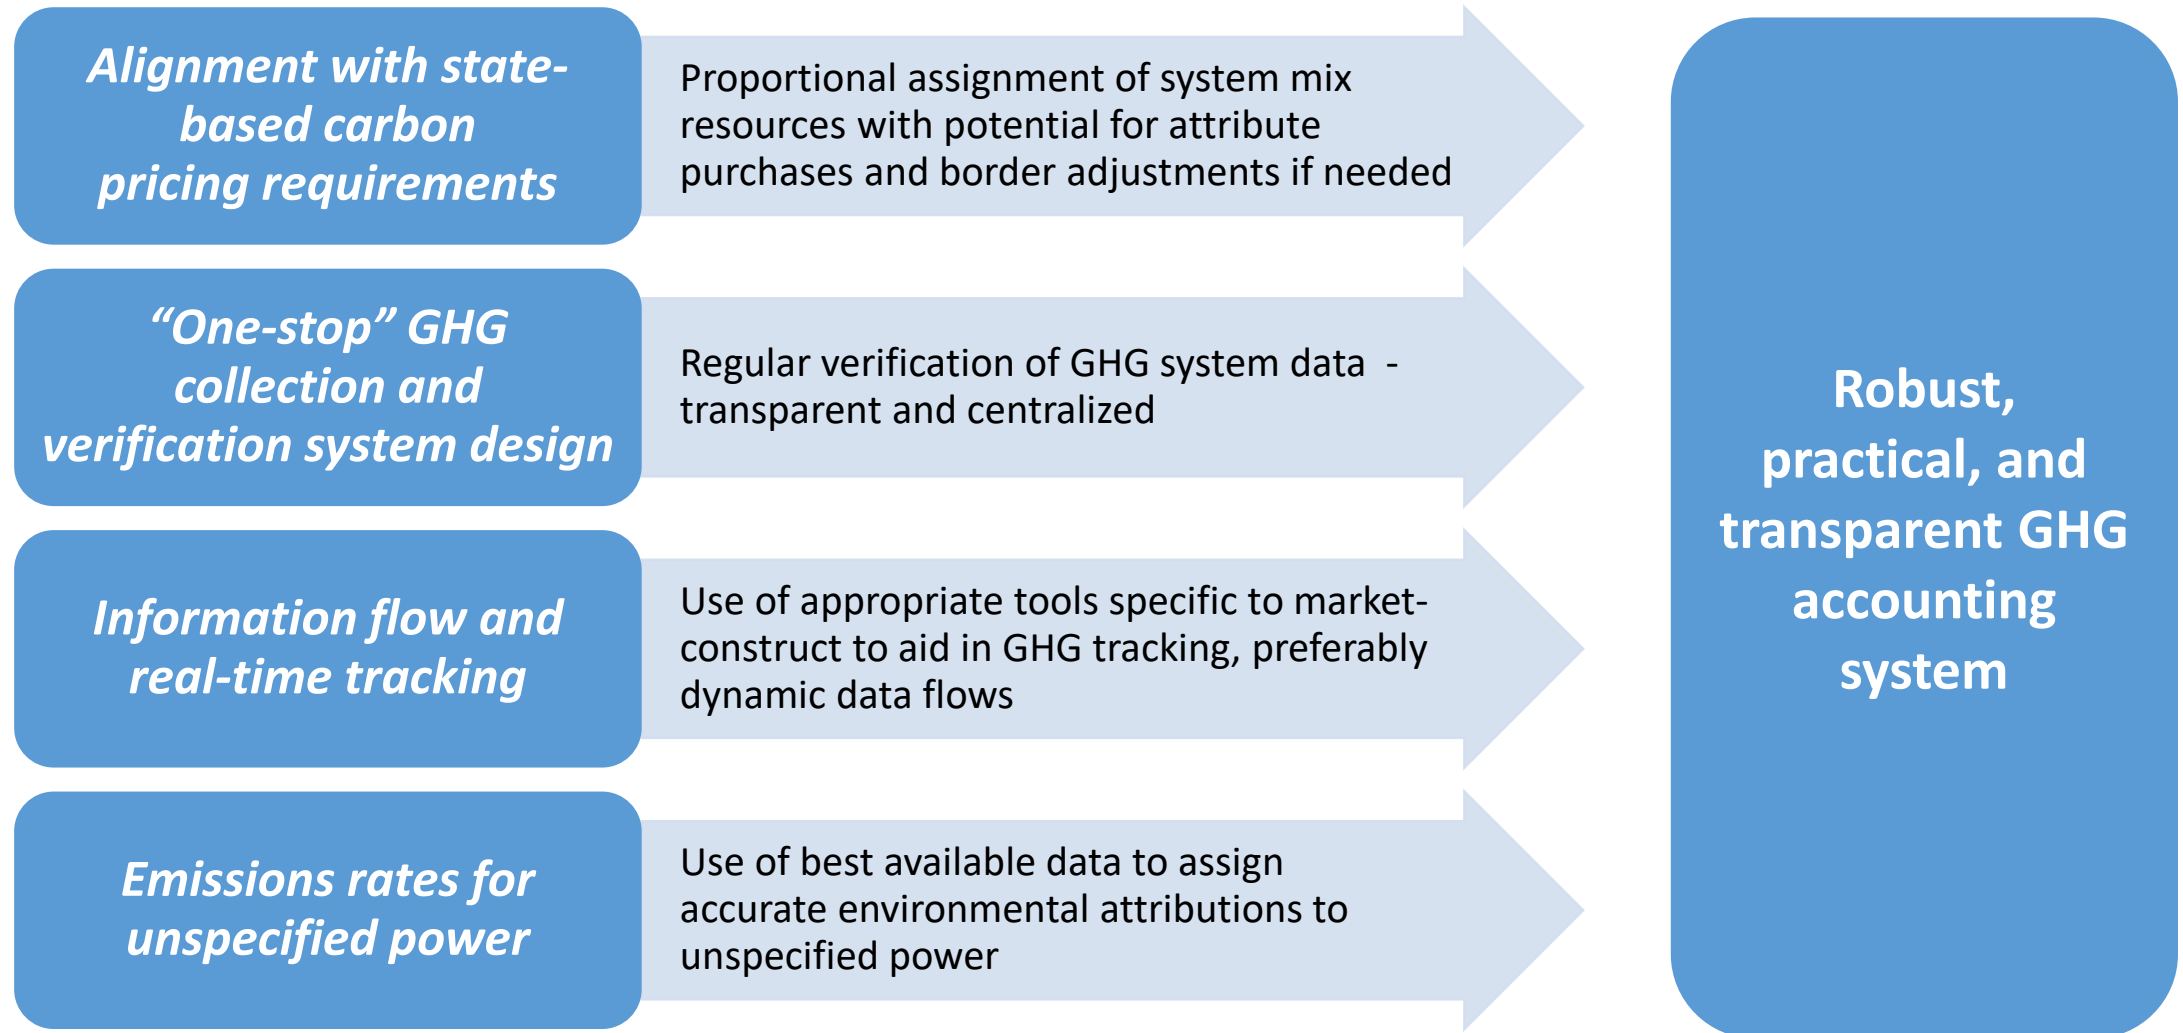 Alignment with state-
based carbon
pricing requirements
Proportional assignment of system mix
resources with potential for attribute
purchases and border adjustments if needed
“One-stop” GHG
collection and
verification system design
Regular verification of GHG system data  -
transparent and centralized
Information flow and
real-time tracking
Use of appropriate tools specific to market-
construct to aid in GHG tracking, preferably
dynamic data flows
Emissions rates for
unspecified power
Use of best available data to assign
accurate environmental attributions to
unspecified power
Robust,
practical, and
transparent GHG
accounting
system